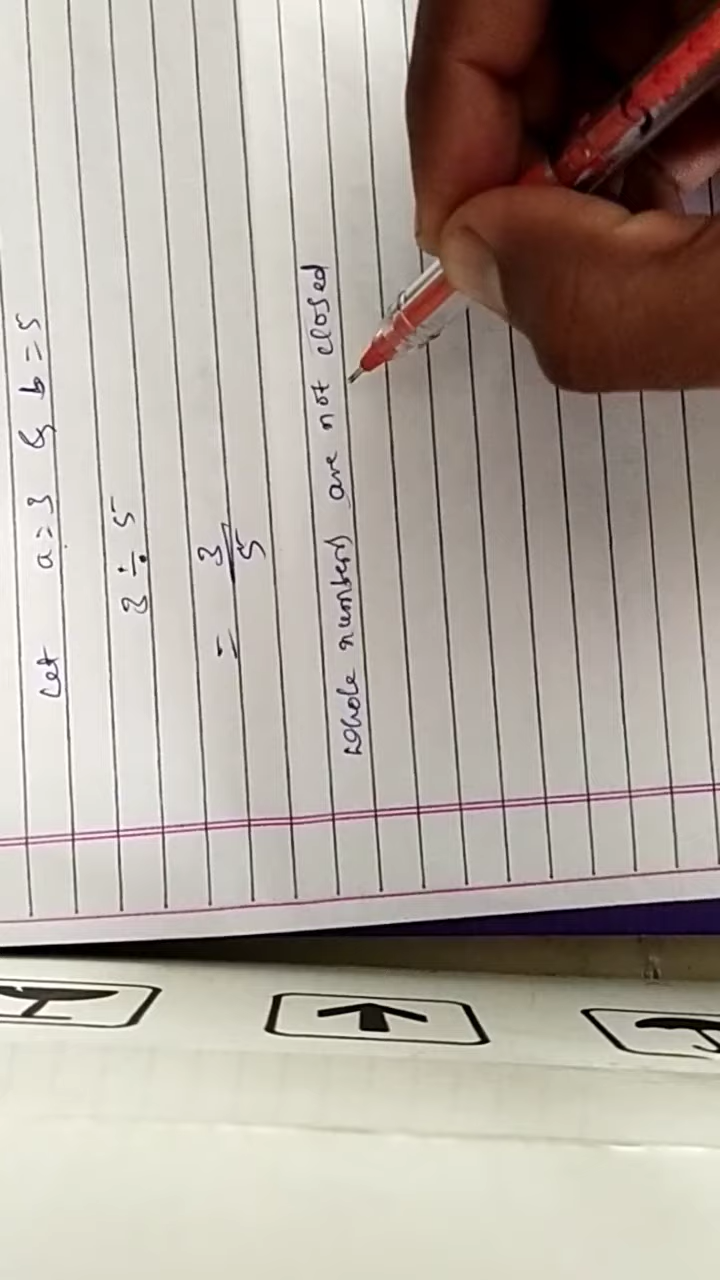 Let a = 3 & b = 5
3 ÷ 5
= 3/5
Whole numbers are not closed